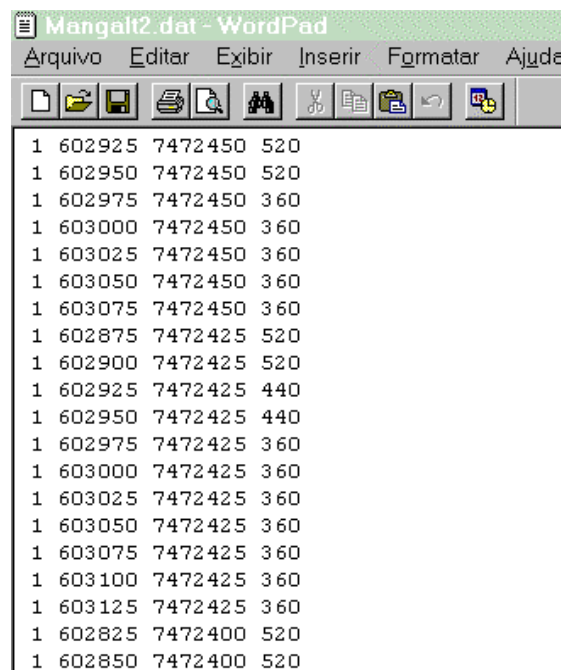 Mangalt2.dat - WordPad
Arquivo Editar Exibir Inserir Formatar Ajuda
1 602925 7472450 520
1 602950 7472450 520
1 602975 7472450 360
1 603000 7472450 360
1 603025 7472450 360
1 603050 7472450 360
1 603075 7472450 360
1 602875 7472425 520
1 602900 7472425 520
1 602925 7472425 440
1 602950 7472425 440
1 602975 7472425 360
1 603000 7472425 360
1 603025 7472425 360
1 603050 7472425 360
1 603075 7472425 360
1 603100 7472425 360
1 603125 7472425 360
1 602825 7472400 520
1 602850 7472400 520